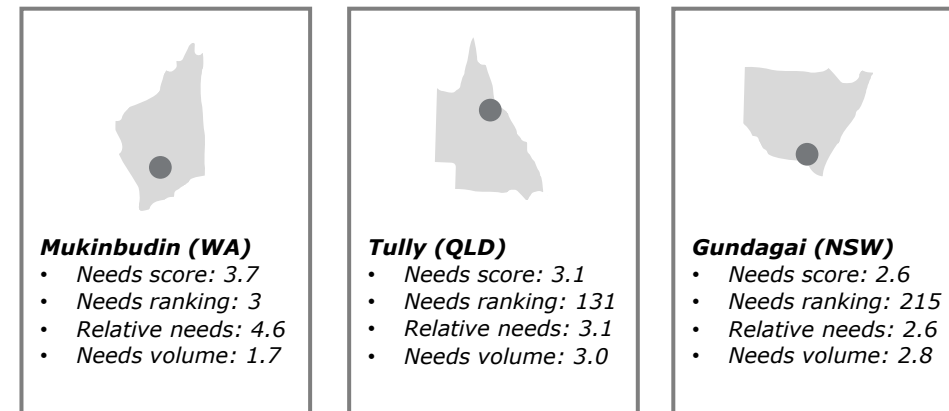 Mukinbudin (WA)
• Needs score: 3.7
• Needs ranking: 3
• Relative needs: 4.6
• Needs volume: 1.7
Tully (QLD)
• Needs score: 3.1
• Needs ranking: 131
• Relative needs: 3.1
• Needs volume: 3.0
Gundagai (NSW)
• Needs score: 2.6
• Needs ranking: 215
• Relative needs: 2.6
• Needs volume: 2.8